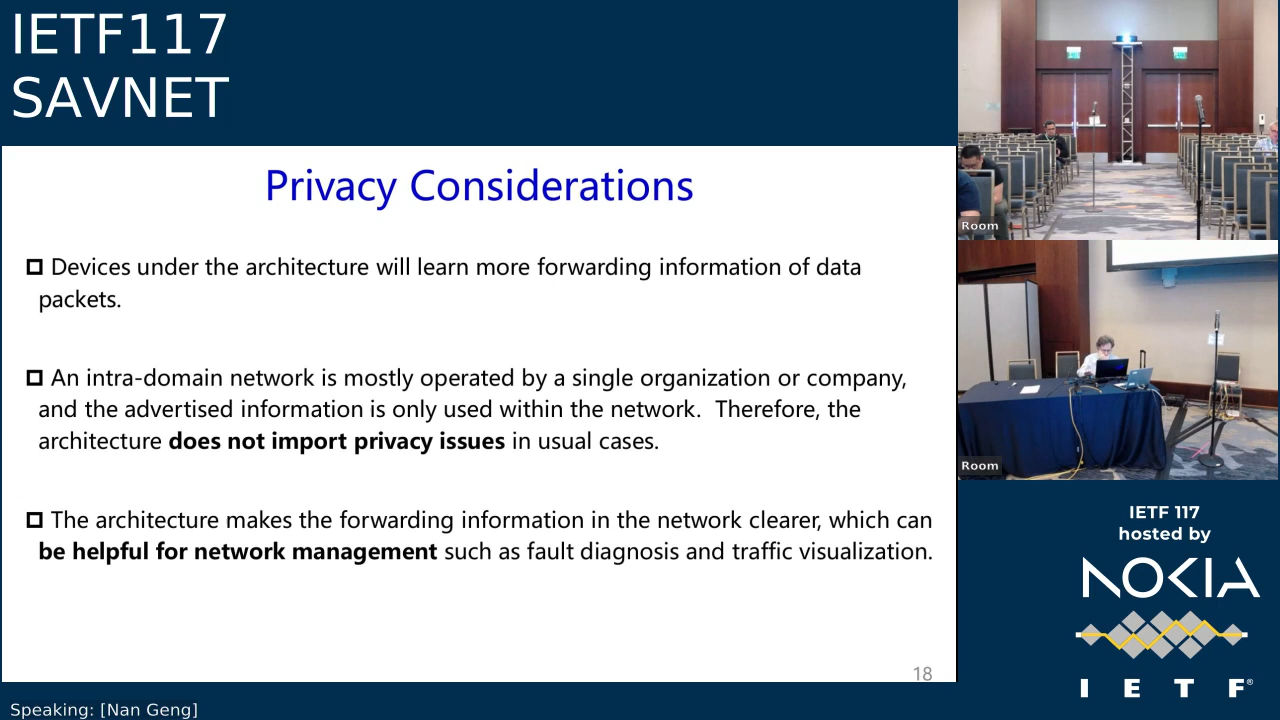 IETF117
SAVNET
Privacy Considerations
Devices under the architecture will learn more forwarding information of data
packets.
An intra-domain network is mostly operated by a single organization or company,
and the advertised information is only used within the network. Therefore, the
architecture does not import privacy issues in usual cases.
The architecture makes the forwarding information in the network clearer, which can
be helpful for network management such as fault diagnosis and traffic visualization.
18
Speaking: [Nan Geng]
Room
Room
IETF 117
hosted by
NOKIA
I E T F®